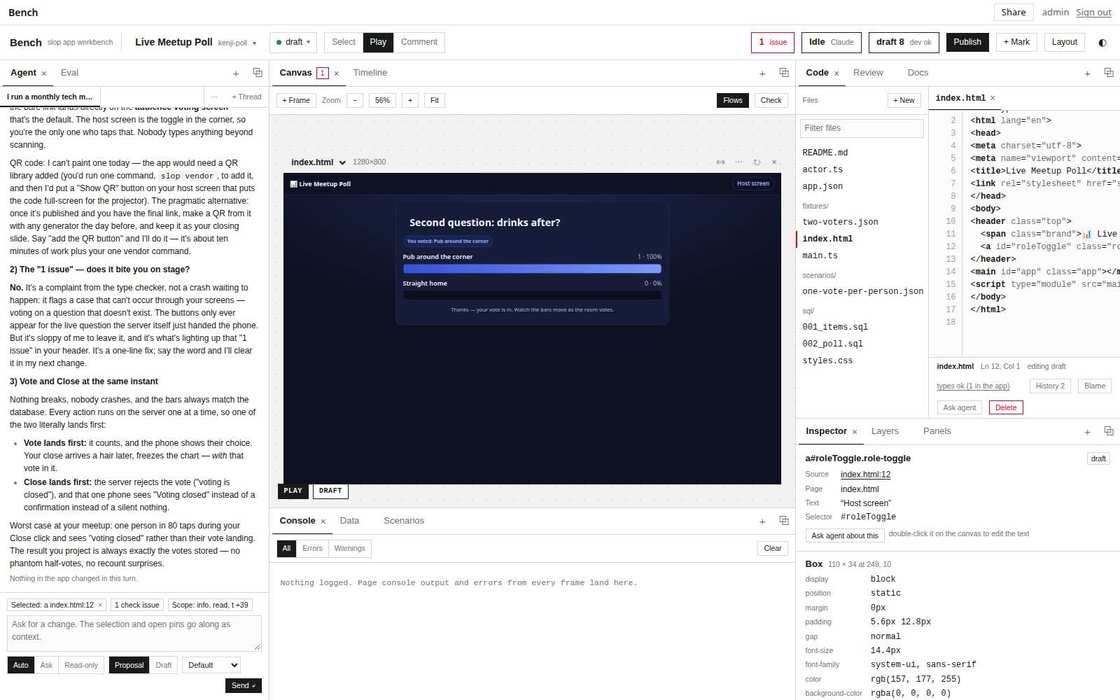 Bench
Share
admin
Sign out
Bench
slop app workbench
Live Meetup Poll
kenji-poll
draft
Select
Play
Comment
1 issue
Idle Claude
draft 8 dev ok
Publish
+ Mark
Layout
Agent ×
Eval
I run a monthly tech m…
+ Thread
that's the default. The host screen is the toggle in the corner, so
you're the only one who taps that. Nobody types anything beyond
scanning.
QR code: I can't paint one today — the app would need a QR
library added (you'd run one command, slop vendor, to add it,
and then I'd put a "Show QR" button on your host screen that puts
the code full-screen for the projector). The pragmatic alternative:
once it's published and you have the final link, make a QR from it
with any generator the day before, and keep it as your closing
slide. Say "add the QR button" and I'll do it — it's about ten
minutes of work plus your one vendor command.
2) The "1 issue" — does it bite you on stage?
No. It's a complaint from the type checker, not a crash waiting to
happen: it flags a case that can't occur through your screens —
voting on a question that doesn't exist. The buttons only ever
appear for the live question the server itself just handed the phone.
But it's sloppy of me to leave it, and it's what's lighting up that "1
issue" in your header. It's a one-line fix; say the word and I'll clear
it in my next change.
3) Vote and Close at the same instant
Nothing breaks, nobody crashes, and the bars always match the
database. Every action runs on the server one at a time, so one of
the two literally lands first:
Vote lands first: it counts, and the phone shows their choice.
Your close arrives a hair later, freezes the chart — with that
vote in it.
Close lands first: the server rejects the vote ("voting is
closed"), and that one phone sees "Voting closed" instead of a
confirmation instead of a silent nothing.
Worst case at your meetup: one person in 80 taps during your
Close click and sees "voting closed" rather than their vote landing.
The result you project is always exactly the votes stored — no
phantom half-votes, no recount surprises.
Nothing in the app changed in this turn.
Selected: a index.html:12 ×
1 check issue
Scope: info, read, t +39
Ask for a change. The selection and open pins go along as
context.
Auto
Ask
Read-only
Proposal
Draft
Default
Send
Canvas 1 ×
Timeline
+ Frame
Zoom
−
56%
+
Fit
Flows
Check
index.html
1280×800
Live Meetup Poll
Host screen
Second question: drinks after?
You voted: Pub around the corner
Pub around the corner
1 · 100%
Straight home
0 · 0%
Thanks — your vote is in. Watch the bars move as the room votes.
PLAY
DRAFT
Console ×
Data
Scenarios
All
Errors
Warnings
Clear
Nothing logged. Page console output and errors from every frame land here.
Code ×
Review
Docs
Files
+ New
Filter files
README.md
actor.ts
app.json
fixtures/
two-voters.json
index.html
main.ts
scenarios/
one-vote-per-person.json
sql/
001_items.sql
002_poll.sql
styles.css
index.html ×
2 <html lang="en">
3 <head>
4 <meta charset="utf-8">
5 <meta name="viewport" content=
6 <title>Live Meetup Poll</title
7 <link rel="stylesheet" href="s
8 </head>
9 <body>
10 <header class="top">
11 <span class="brand">📊 Live
12 <a id="roleToggle" class="ro
13 </header>
14 <main id="app" class="app"></m
15 <script type="module" src="mai
16 </body>
17 </html>
18
index.html
Ln 12, Col 1
editing draft
types ok (1 in the app)
History 2
Blame
Ask agent
Delete
Inspector ×
Layers
Panels
a#roleToggle.role-toggle
draft
Source index.html:12
Page index.html
Text "Host screen"
Selector #roleToggle
Ask agent about this
double-click it on the canvas to edit the text
Box 110 × 34 at 249, 10
display block
position static
margin 0px
padding 5.6px 12.8px
gap normal
font-size 14.4px
font-family system-ui, sans-serif
color rgb(157, 177, 255)
background-color rgba(0, 0, 0, 0)